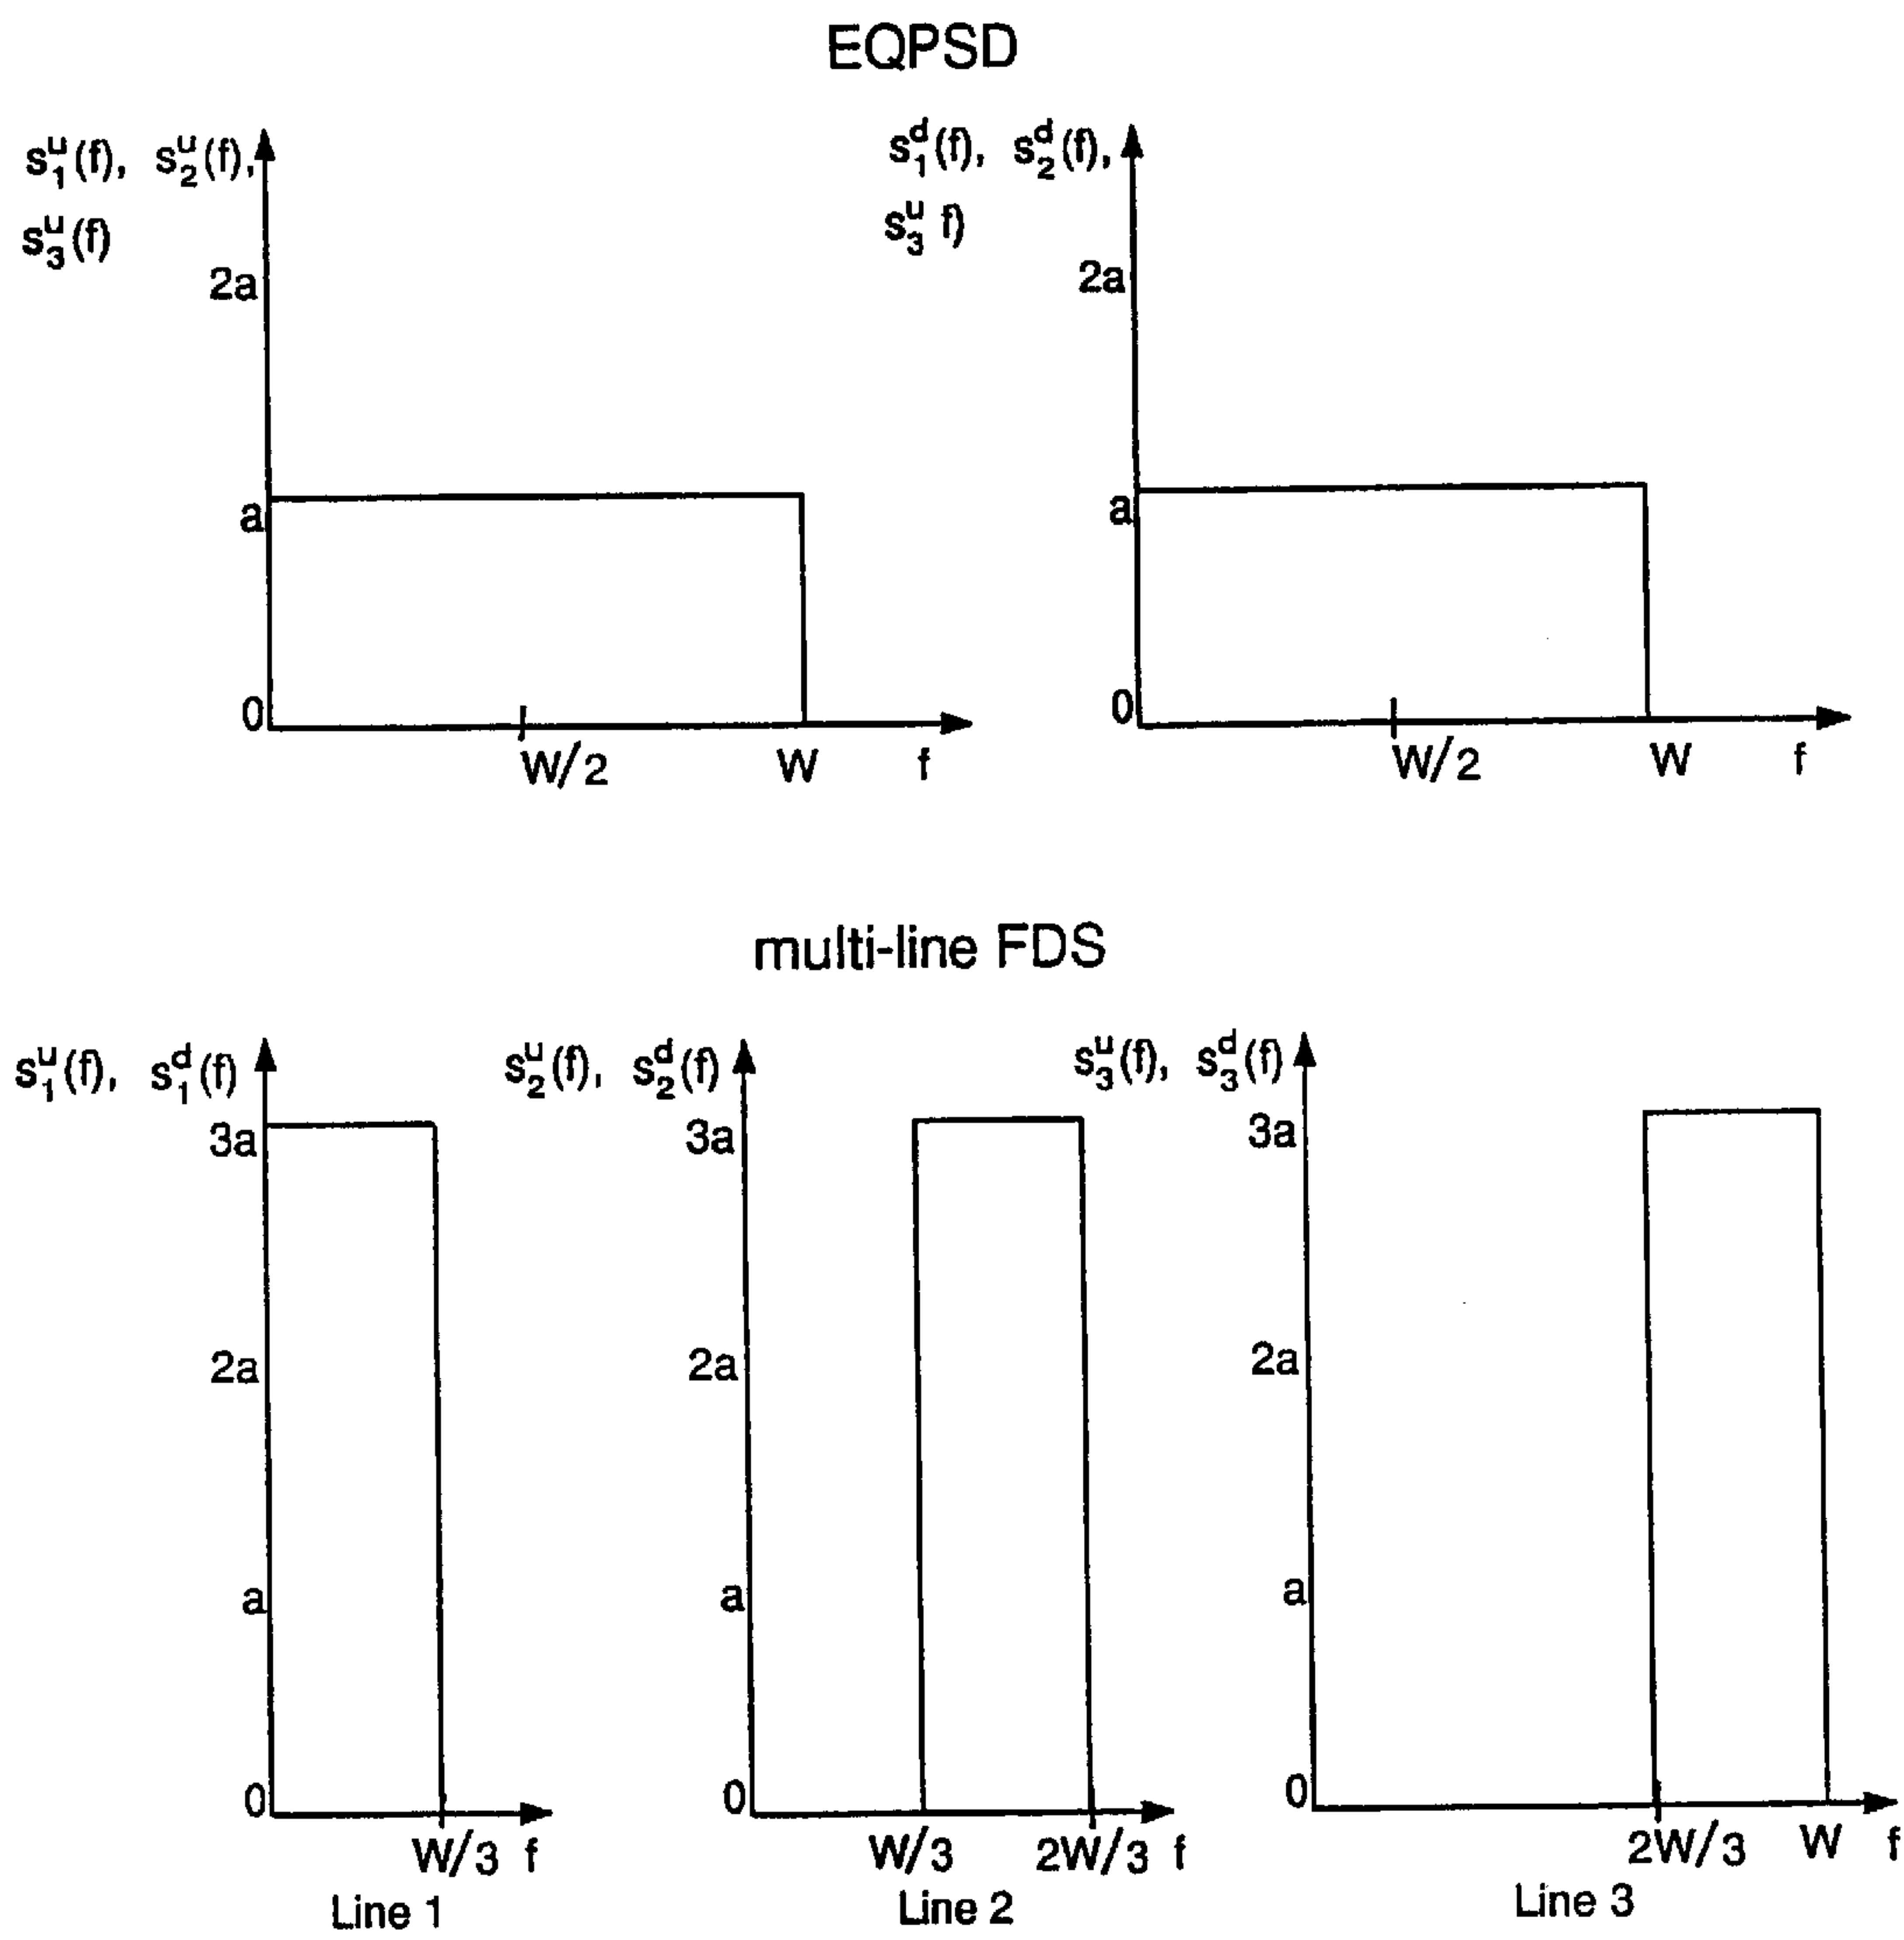 EQPSD
s₁ᵘ(f), s₂ᵘ(f),
s₃ᵘ(f)
2a
a
0
W/2 W f
s₁ᵈ(f), s₂ᵈ(f),
s₃ᵘ f)
2a
a
0
W/2 W f
multi-line FDS
s₁ᵘ(f), s₁ᵈ(f)
3a
2a
a
0
W/3 f
Line 1
s₂ᵘ(f), s₂ᵈ(f)
3a
2a
a
0
W/3 2W/3 f
Line 2
s₃ᵘ(f), s₃ᵈ(f)
3a
2a
a
0
2W/3 W f
Line 3